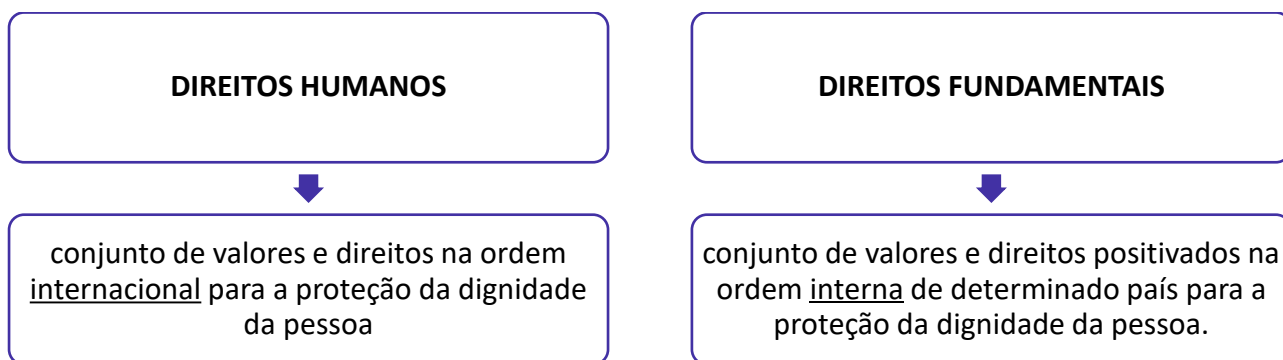 DIREITOS HUMANOS
conjunto de valores e direitos na ordem
internacional para a proteção da dignidade
da pessoa
DIREITOS FUNDAMENTAIS
conjunto de valores e direitos positivados na
ordem interna de determinado país para a
proteção da dignidade da pessoa.